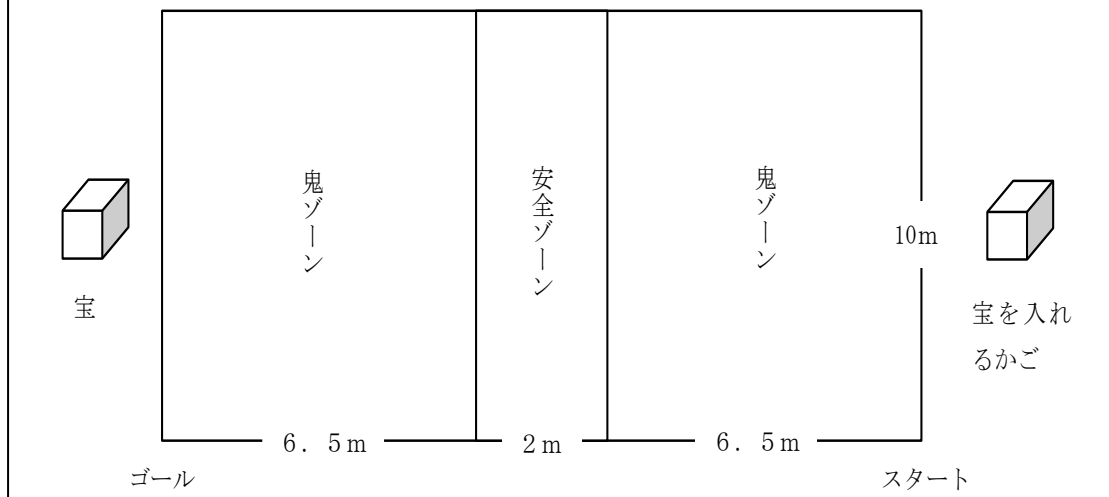 鬼ゾーン
安全ゾーン
鬼ゾーン
10m
宝
宝を入れ
るかご
6．5m
2m
6．5m
ゴール
スタート